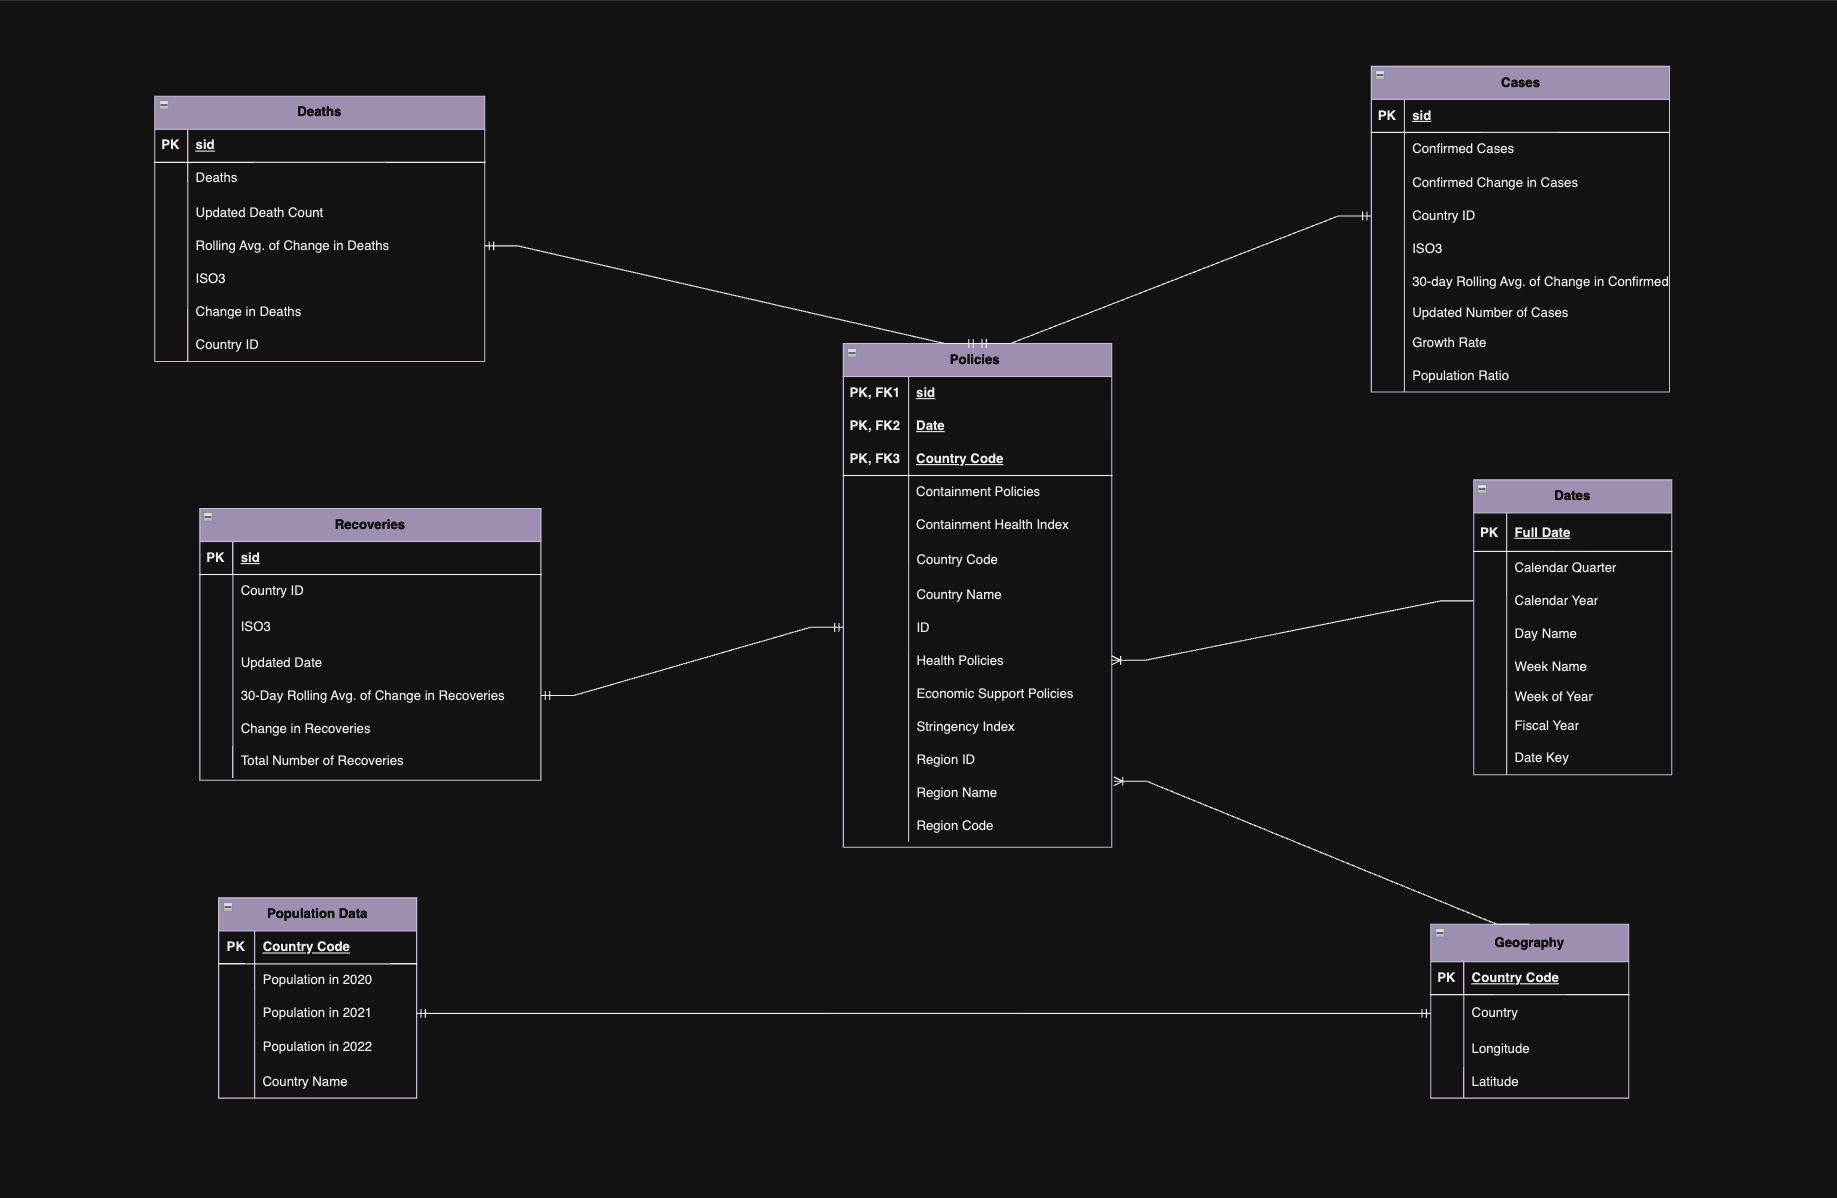 Deaths
PK sid
Deaths
Updated Death Count
Rolling Avg. of Change in Deaths
ISO3
Change in Deaths
Country ID
Cases
PK sid
Confirmed Cases
Confirmed Change in Cases
Country ID
ISO3
30-day Rolling Avg. of Change in Confirmed
Updated Number of Cases
Growth Rate
Population Ratio
Policies
PK, FK1 sid
PK, FK2 Date
PK, FK3 Country Code
Containment Policies
Containment Health Index
Country Code
Country Name
ID
Health Policies
Economic Support Policies
Stringency Index
Region ID
Region Name
Region Code
Recoveries
PK sid
Country ID
ISO3
Updated Date
30-Day Rolling Avg. of Change in Recoveries
Change in Recoveries
Total Number of Recoveries
Dates
PK Full Date
Calendar Quarter
Calendar Year
Day Name
Week Name
Week of Year
Fiscal Year
Date Key
Population Data
PK Country Code
Population in 2020
Population in 2021
Population in 2022
Country Name
Geography
PK Country Code
Country
Longitude
Latitude